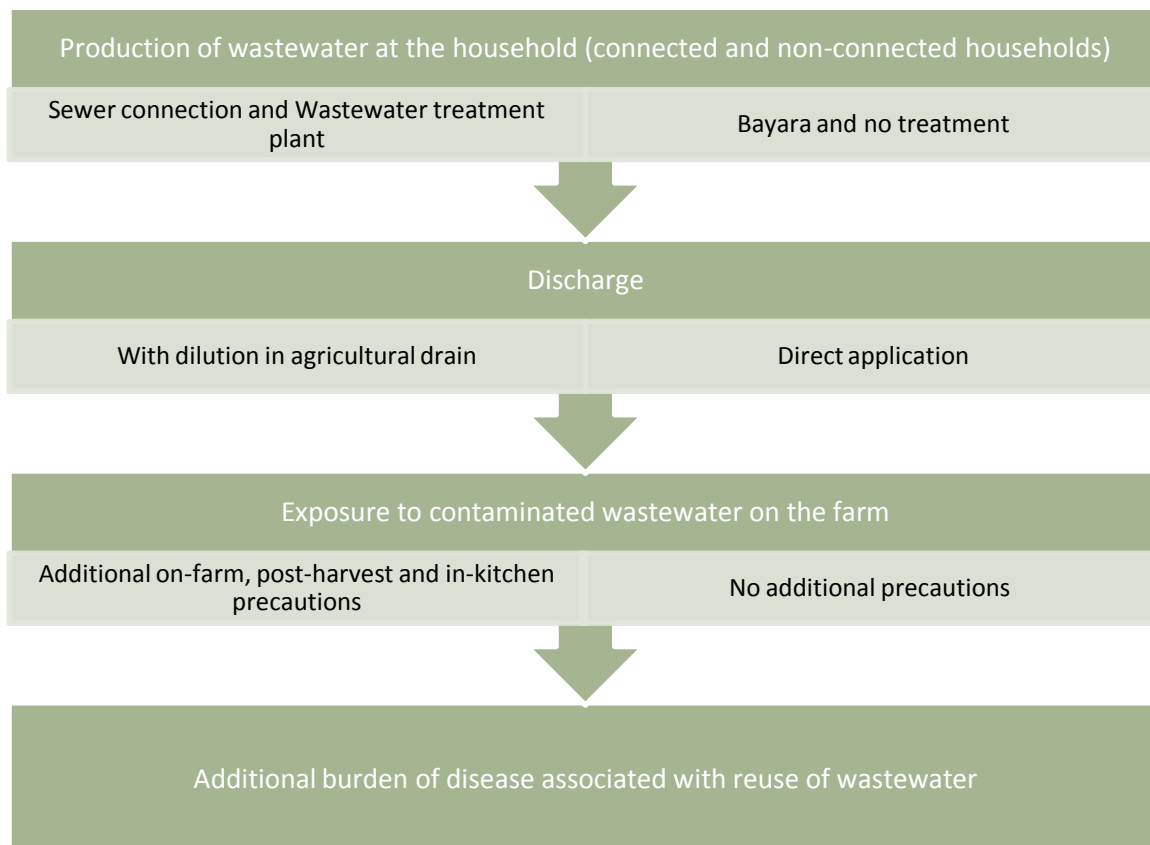 Production of wastewater at the household (connected and non-connected households)
Sewer connection and Wastewater treatment
plant
Bayara and no treatment
Discharge
With dilution in agricultural drain
Direct application
Exposure to contaminated wastewater on the farm
Additional on-farm, post-harvest and in-kitchen
precautions
No additional precautions
Additional burden of disease associated with reuse of wastewater